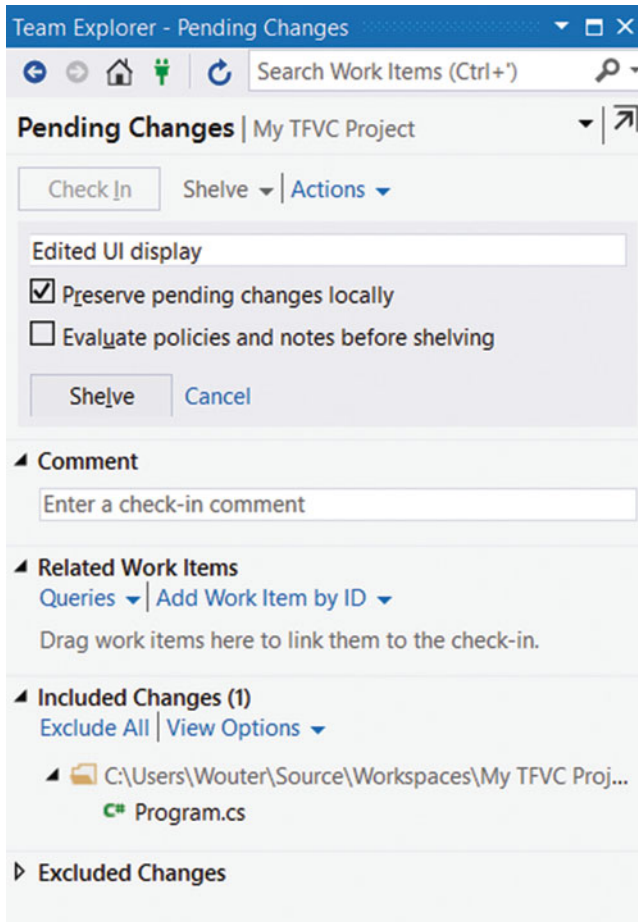 Team Explorer - Pending Changes
Search Work Items (Ctrl+')
Pending Changes | My TFVC Project
Check In Shelve | Actions
Edited UI display
Preserve pending changes locally
Evaluate policies and notes before shelving
Shelve Cancel
Comment
Enter a check-in comment
Related Work Items
Queries | Add Work Item by ID
Drag work items here to link them to the check-in.
Included Changes (1)
Exclude All | View Options
C:\Users\Wouter\Source\Workspaces\My TFVC Proj...
C# Program.cs
Excluded Changes